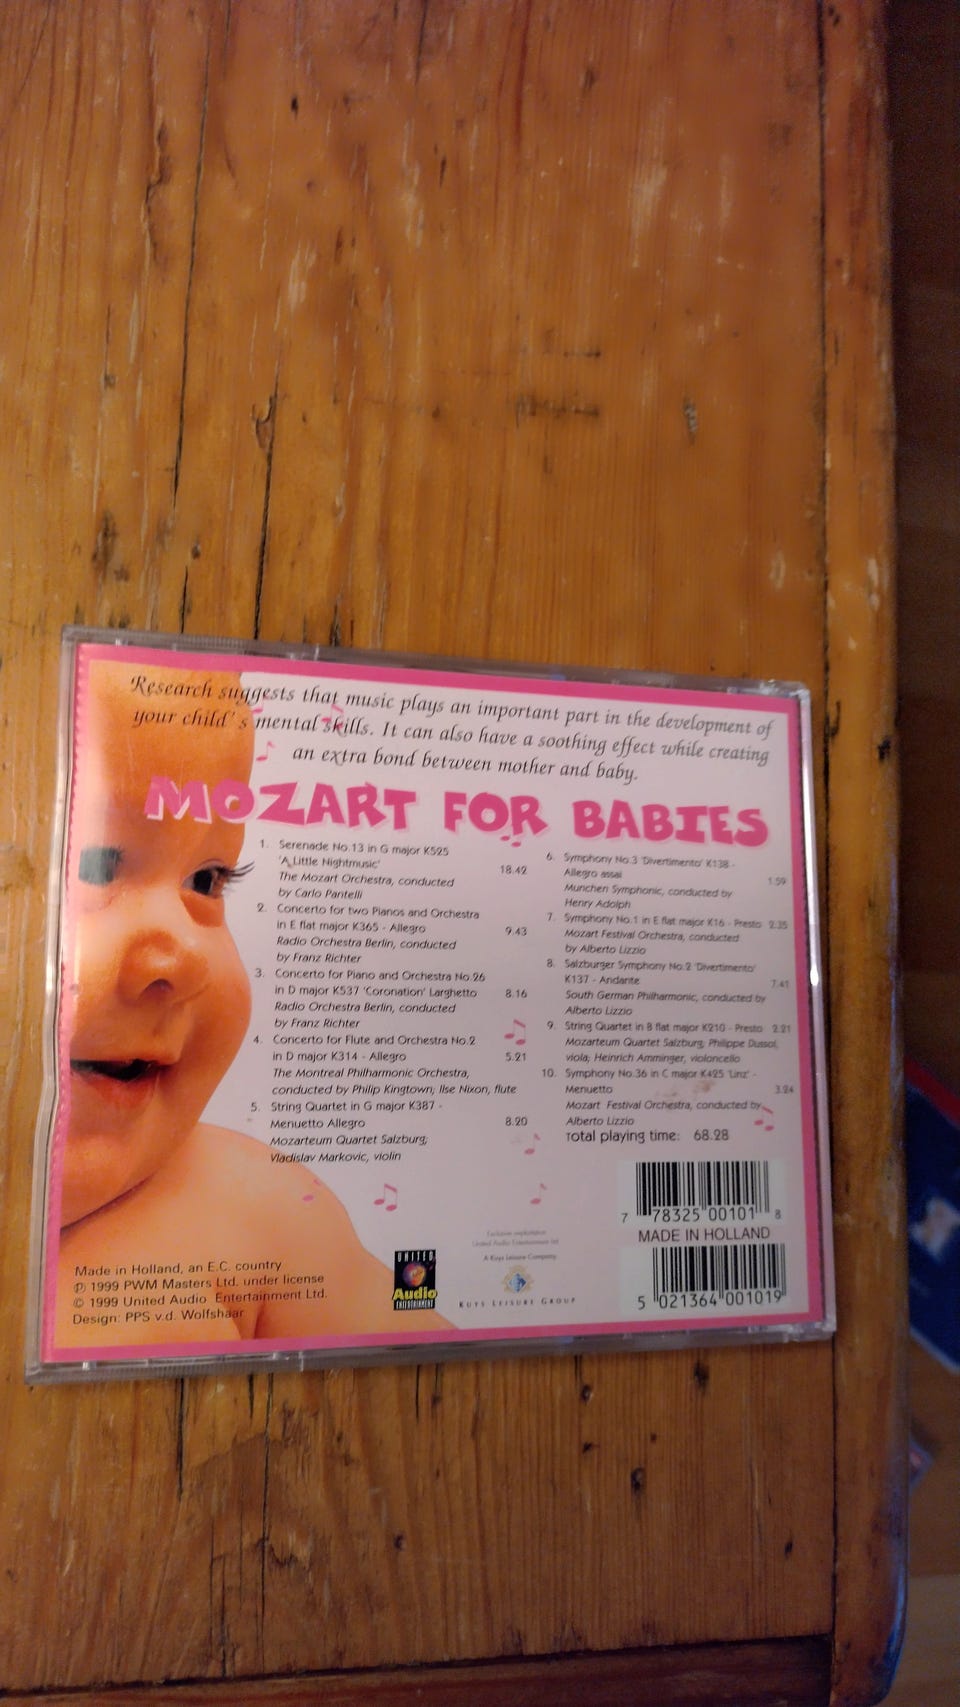 Research suggests that music plays an important part in the development of
your child's mental skills. It can also have a soothing effect while creating
an extra bond between mother and baby.
MOZART FOR BABIES
1. Serenade No.13 in G major K525
'A Little Nightmusic' 18.42
The Mozart Orchestra, conducted
by Carlo Pantelli
2. Concerto for two Pianos and Orchestra
in E flat major K365 - Allegro 9.43
Radio Orchestra Berlin, conducted
by Franz Richter
3. Concerto for Piano and Orchestra No.26
in D major K537 'Coronation' Larghetto 8.16
Radio Orchestra Berlin, conducted
by Franz Richter
4. Concerto for Flute and Orchestra No.2
in D major K314 - Allegro 5.21
The Montreal Philharmonic Orchestra,
conducted by Philip Kingtown; Ilse Nixon, flute
5. String Quartet in G major K387 -
Menuetto Allegro 8.20
Mozarteum Quartet Salzburg;
Vladislav Markovic, violin
6. Symphony No.3 'Divertimento' K138 -
Allegro assai 1.59
Munchen Symphonic, conducted by
Henry Adolph
7. Symphony No.1 in E flat major K16 - Presto 2.35
Mozart Festival Orchestra, conducted
by Alberto Lizzio
8. Salzburger Symphony No.2 'Divertimento'
K137 - Andante 7.41
South German Philharmonic, conducted by
Alberto Lizzio
9. String Quartet in B flat major K210 - Presto 2.21
Mozarteum Quartet Salzburg; Philippe Dussol,
viola; Heinrich Amminger, violoncello
10. Symphony No.36 in C major K425 'Linz' -
Menuetto 3.24
Mozart Festival Orchestra, conducted by
Alberto Lizzio
Total playing time: 68.28
7 78325 00101 8
MADE IN HOLLAND
5 021364 001019
Made in Holland, an E.C. country
℗ 1999 PWM Masters Ltd. under license
© 1999 United Audio Entertainment Ltd.
Design: PPS v.d. Wolfshaar
UNITED
Audio
ENTERTAINMENT
United Audio Entertainment Ltd
A Kuys Leisure Company
KUYS LEISURE GROUP